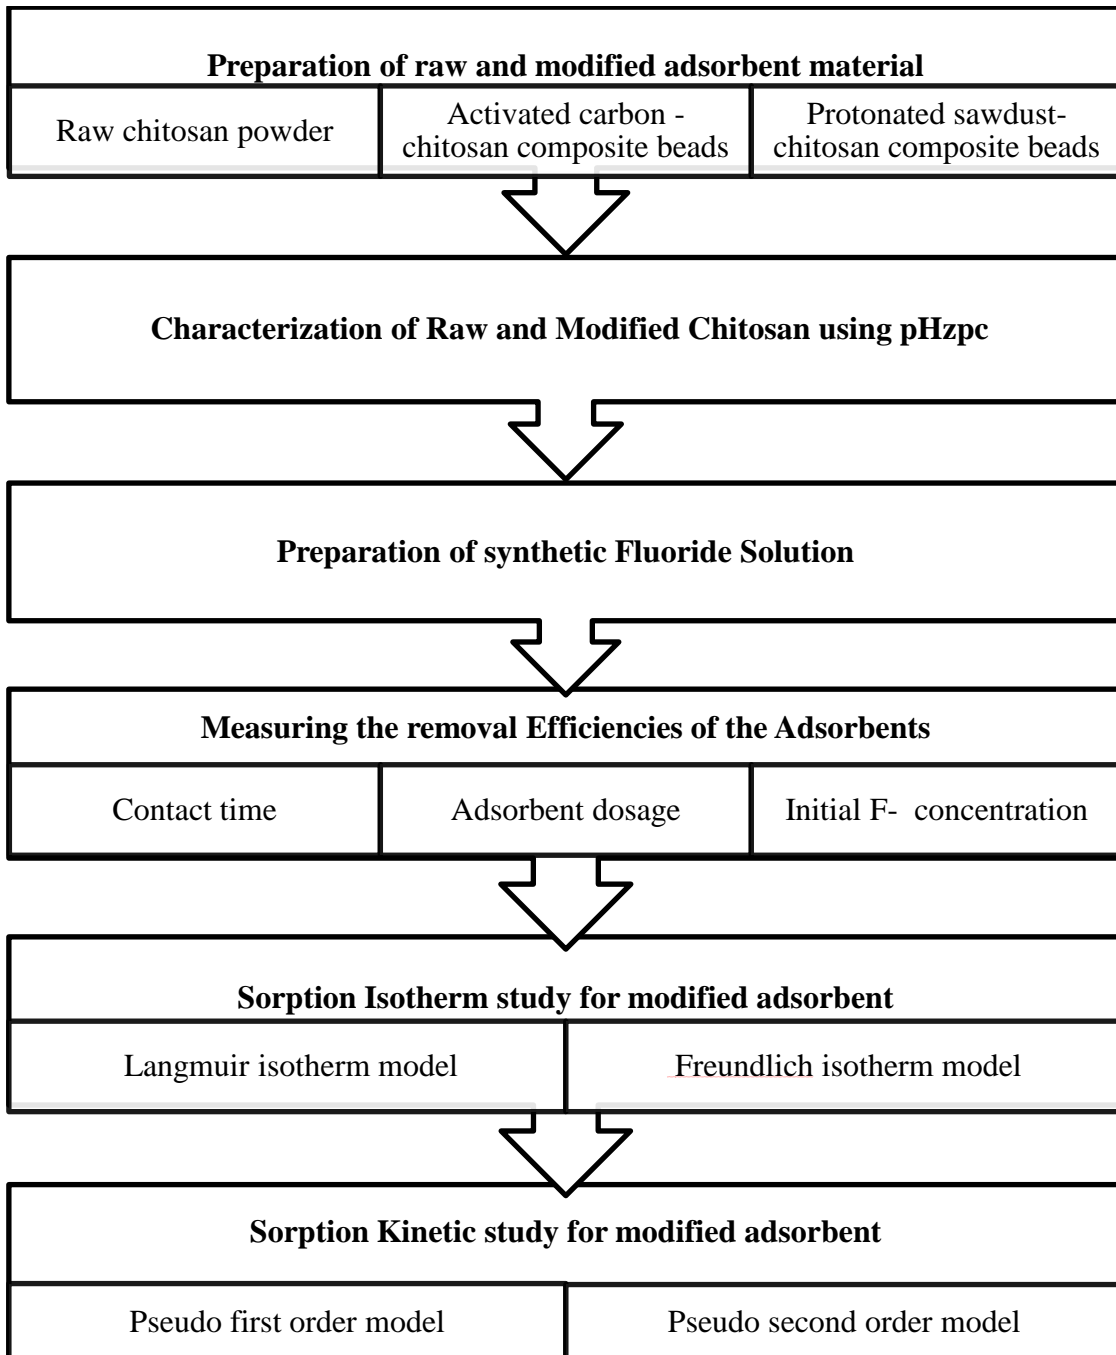 Preparation of raw and modified adsorbent material
Raw chitosan powder
Activated carbon -
chitosan composite beads
Protonated sawdust-
chitosan composite beads
Characterization of Raw and Modified Chitosan using pHzpc
Preparation of synthetic Fluoride Solution
Measuring the removal Efficiencies of the Adsorbents
Contact time
Adsorbent dosage
Initial F-  concentration
Sorption Isotherm study for modified adsorbent
Langmuir isotherm model
Freundlich isotherm model
Sorption Kinetic study for modified adsorbent
Pseudo first order model
Pseudo second order model